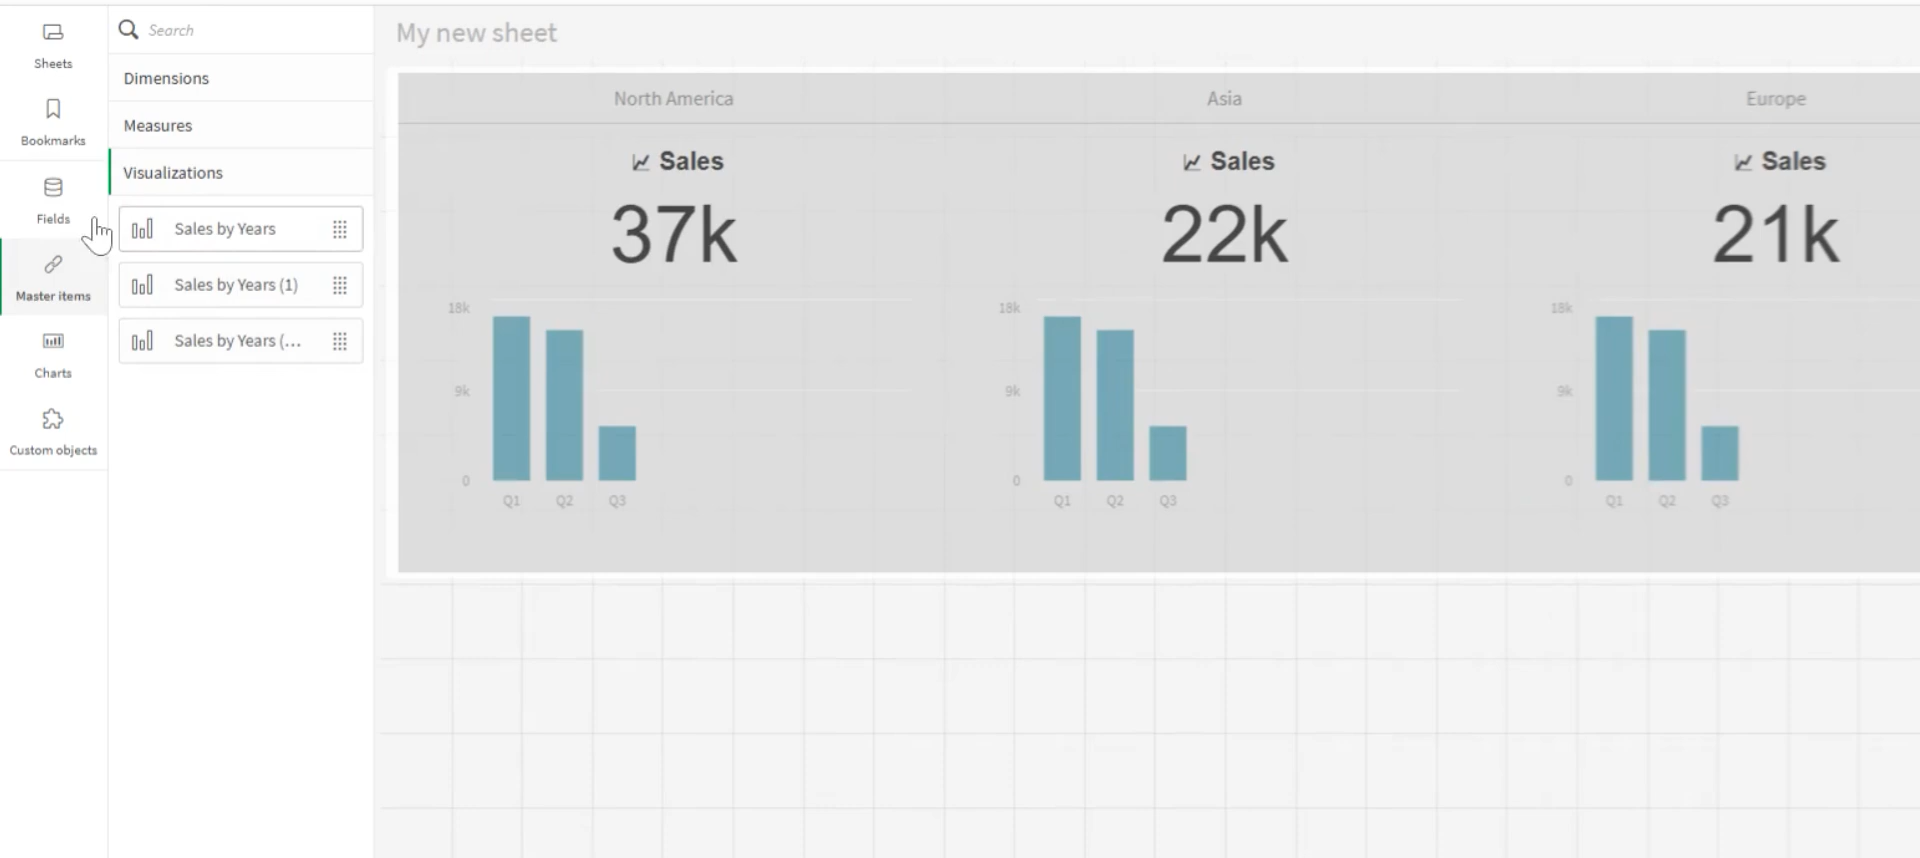 Sheets
Bookmarks
Fields
Master items
Charts
Custom objects
Search
Dimensions
Measures
Visualizations
Sales by Years
Sales by Years (1)
Sales by Years (...
My new sheet
North America
Sales
37k
18k
9k
0
Q1 Q2 Q3
Asia
Sales
22k
18k
9k
0
Q1 Q2 Q3
Europe
Sales
21k
18k
9k
0
Q1 Q2 Q3